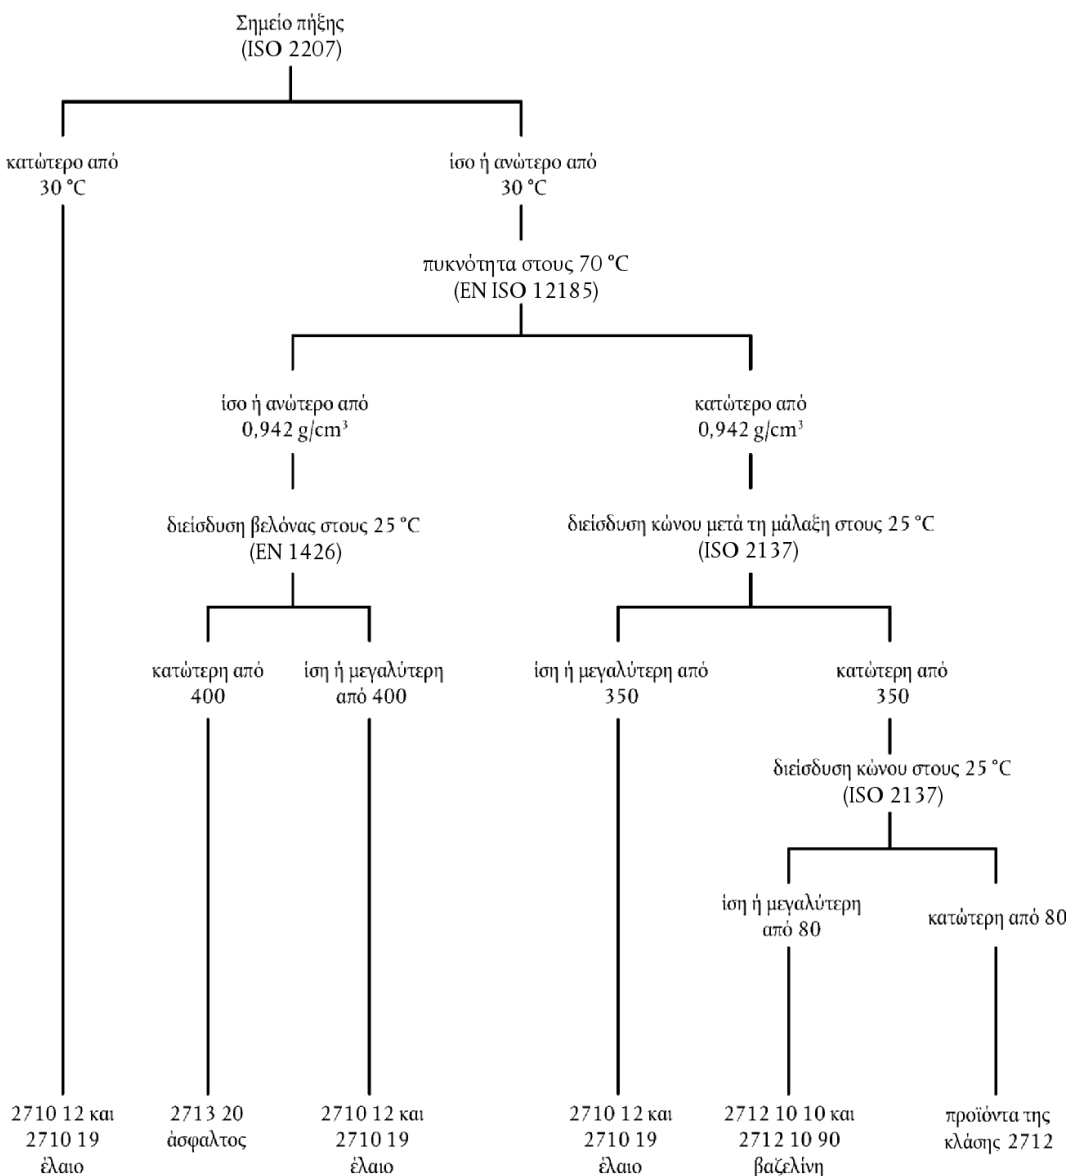 Σημείο πήξης
(ISO 2207)
κατώτερο από
30 °C
ίσο ή ανώτερο από
30 °C
πυκνότητα στους 70 °C
(EN ISO 12185)
ίσο ή ανώτερο από
0,942 g/cm³
κατώτερο από
0,942 g/cm³
διείσδυση βελόνας στους 25 °C
(EN 1426)
διείσδυση κώνου μετά τη μάλαξη στους 25 °C
(ISO 2137)
κατώτερη από
400
ίση ή μεγαλύτερη
από 400
ίση ή μεγαλύτερη από
350
κατώτερη από
350
διείσδυση κώνου στους 25 °C
(ISO 2137)
ίση ή μεγαλύτερη
από 80
κατώτερη από 80
2710 12 και
2710 19
έλαιο
2713 20
άσφαλτος
2710 12 και
2710 19
έλαιο
2710 12 και
2710 19
έλαιο
2712 10 10 και
2712 10 90
βαζελίνη
προϊόντα της
κλάσης 2712